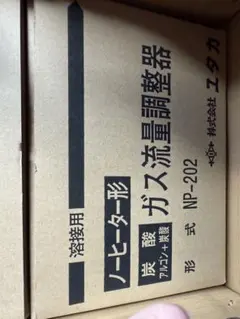 溶接用
ノーヒーター形
炭酸
アルゴン+炭酸
ガス流量調整器
形式 NP-202
株式会社 ユタカ